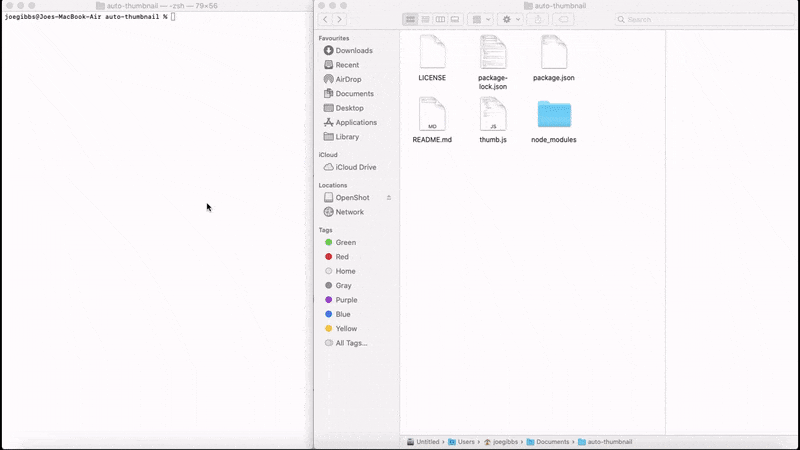 auto-thumbnail — -zsh — 79×56
joegibbs@Joes-MacBook-Air auto-thumbnail %
auto-thumbnail
Search
Favourites
Downloads
Recent
AirDrop
Documents
Desktop
Applications
Library
iCloud
iCloud Drive
Locations
OpenShot
Network
Tags
Green
Red
Home
Gray
Purple
Blue
Yellow
All Tags...
LICENSE
package-
lock.json
package.json
MD
README.md
JS
thumb.js
node_modules
Untitled
Users
joegibbs
Documents
auto-thumbnail